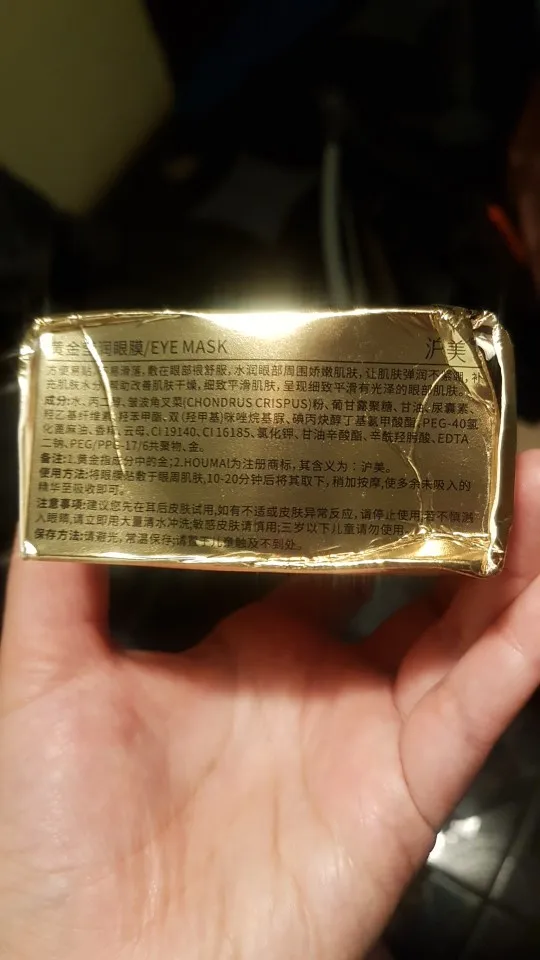 黄金 润眼膜/EYE MASK
沪美
方便 不易滑落,敷在眼部很舒服,水润眼部周围娇嫩肌肤,让肌肤弹润不 补
充肌肤水分 帮助改善肌肤干燥,细致平滑肌肤,呈现细致平滑有光泽的眼部肌肤。
成分:水、丙二醇、皱波角叉菜(CHONDRUS CRISPUS)粉、葡甘露聚糖、甘油、尿囊素、
羟乙基纤维素、羟苯甲酯、双(羟甲基)咪唑烷基脲、碘丙炔醇丁基氨甲酸酯、PEG-40氢
化蓖麻油、香精、云母、CI 19140、CI 16185、氯化钾、甘油辛酸酯、辛酰羟肟酸、EDTA
二钠、PEG/PPG-17/6共聚物、金。
备注:1.黄金指成分中的金;2.HOUMAI为注册商标,其含义为:沪美。
使用方法:将眼膜贴敷于眼周肌肤,10-20分钟后将其取下,稍加按摩,使多余未吸入的
精华至吸收即可。
注意事项:建议您先在耳后皮肤试用,如有不适或皮肤异常反应,请停止使用,若不慎溅
入眼睛,请立即用大量清水冲洗;敏感皮肤请慎用;三岁以下儿童请勿使用。
保存方法:请避光,常温保存;请置于儿童触及不到处。